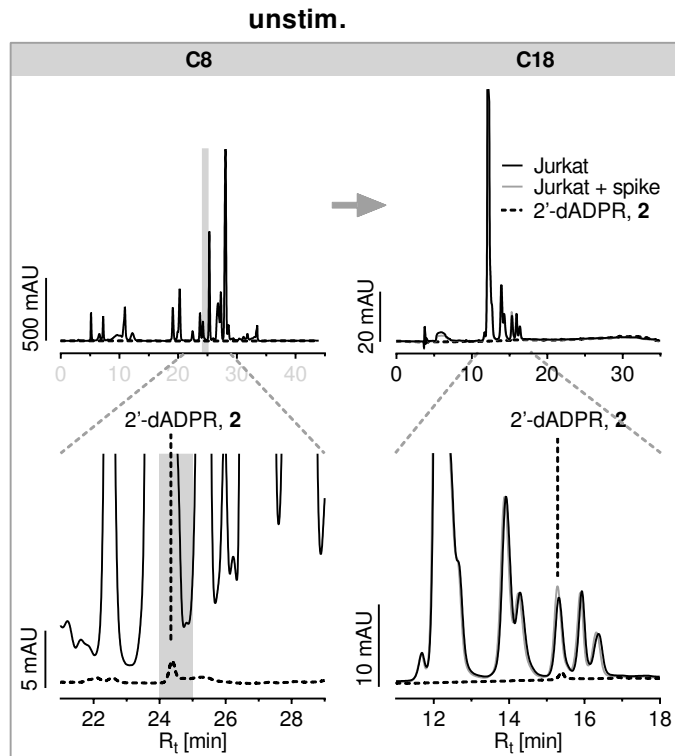 unstim.
C8
C18
Jurkat
Jurkat + spike
2'-dADPR, 2
500 mAU
20 mAU
0 10 20 30 40
0 10 20 30
2'-dADPR, 2
2'-dADPR, 2
5 mAU
10 mAU
22 24 26 28
12 14 16 18
Rt [min]
Rt [min]